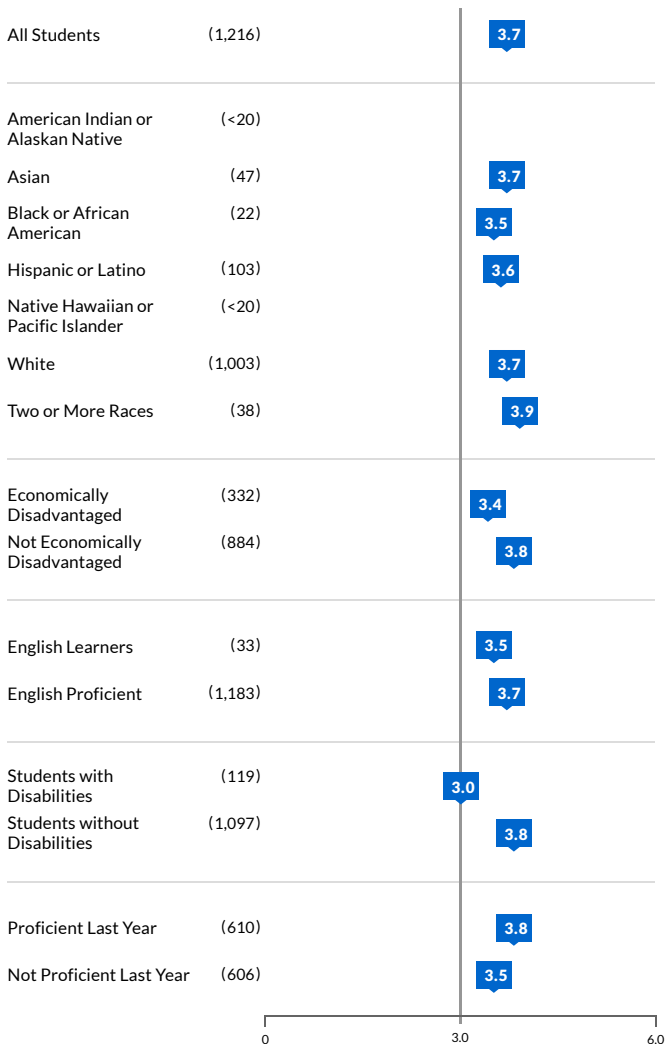 All Students (1,216) 3.7
American Indian or (<20)
Alaskan Native
Asian (47) 3.7
Black or African (22) 3.5
American
Hispanic or Latino (103) 3.6
Native Hawaiian or (<20)
Pacific Islander
White (1,003) 3.7
Two or More Races (38) 3.9
Economically (332) 3.4
Disadvantaged
Not Economically (884) 3.8
Disadvantaged
English Learners (33) 3.5
English Proficient (1,183) 3.7
Students with (119) 3.0
Disabilities
Students without (1,097) 3.8
Disabilities
Proficient Last Year (610) 3.8
Not Proficient Last Year (606) 3.5
0 3.0 6.0